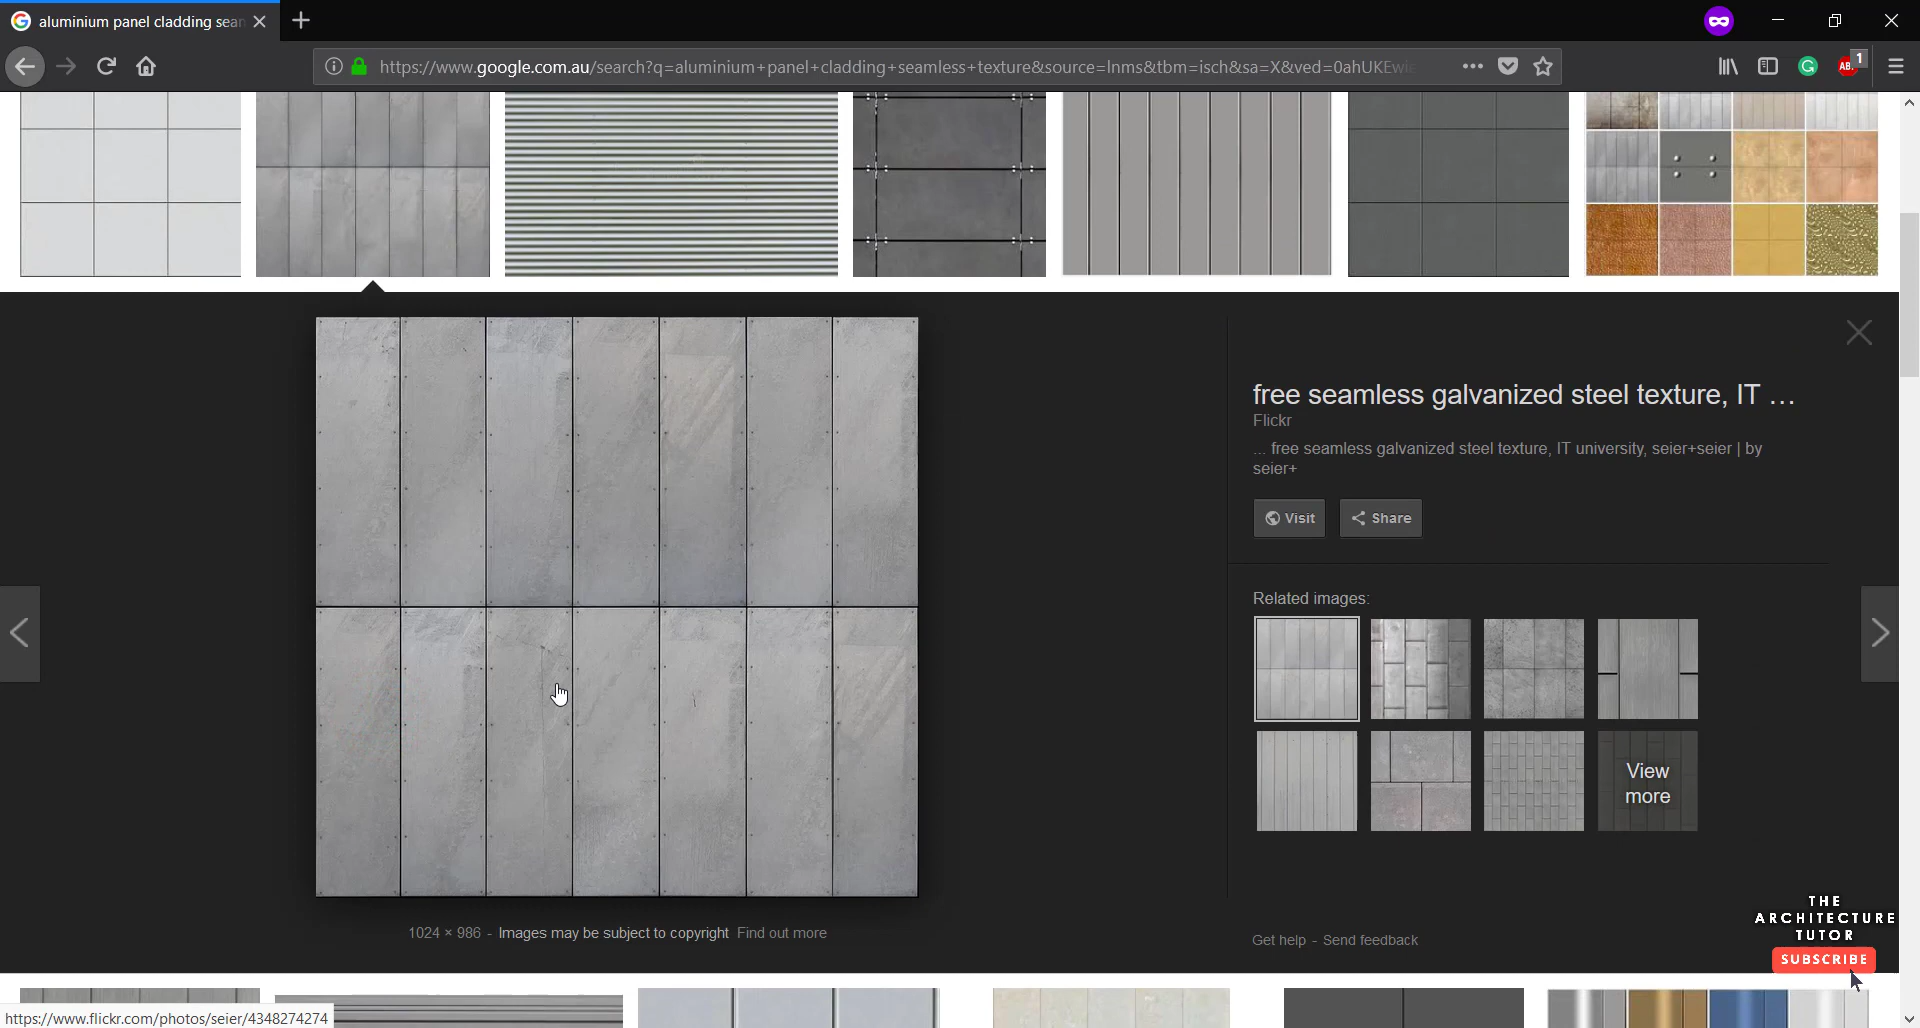 aluminium panel cladding sean
https://www.google.com.au/search?q=aluminium+panel+cladding+seamless+texture&source=lnms&tbm=isch&sa=X&ved=0ahUKEwi
1
free seamless galvanized steel texture, IT ...
Flickr
... free seamless galvanized steel texture, IT university, seier+seier | by
seier+
Visit
Share
Related images:
View
more
1024 × 986 - Images may be subject to copyright Find out more
Get help - Send feedback
THE
ARCHITECTURE
TUTOR
SUBSCRIBE
https://www.flickr.com/photos/seier/4348274274